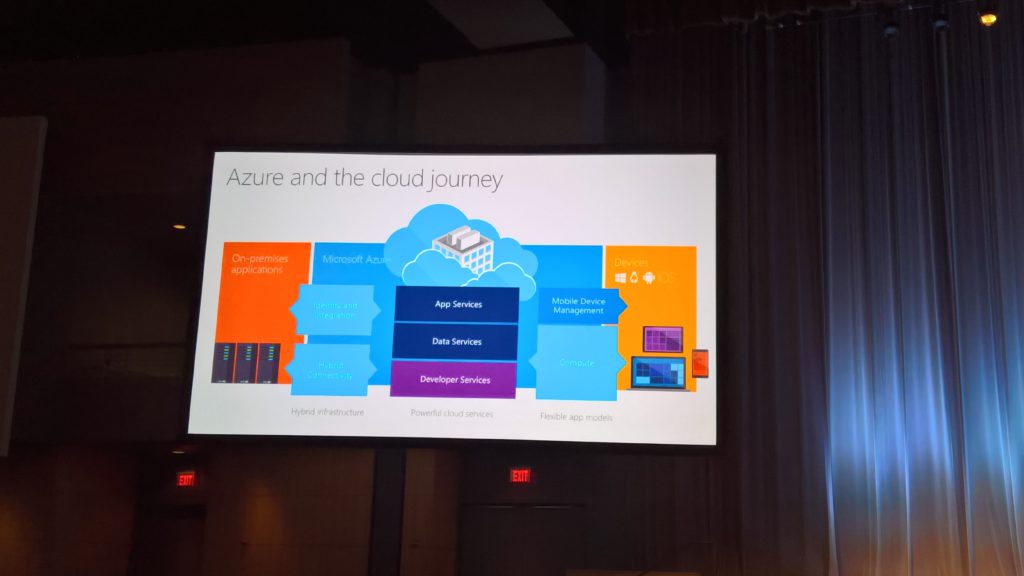 Azure and the cloud journey
On-premises
applications
Microsoft Azure
Devices
iOS
Identity and
Integration
App Services
Mobile Device
Management
Data Services
Hybrid
Connectivity
Developer Services
Compute
Hybrid infrastructure
Powerful cloud services
Flexible app models
EXIT
EXIT